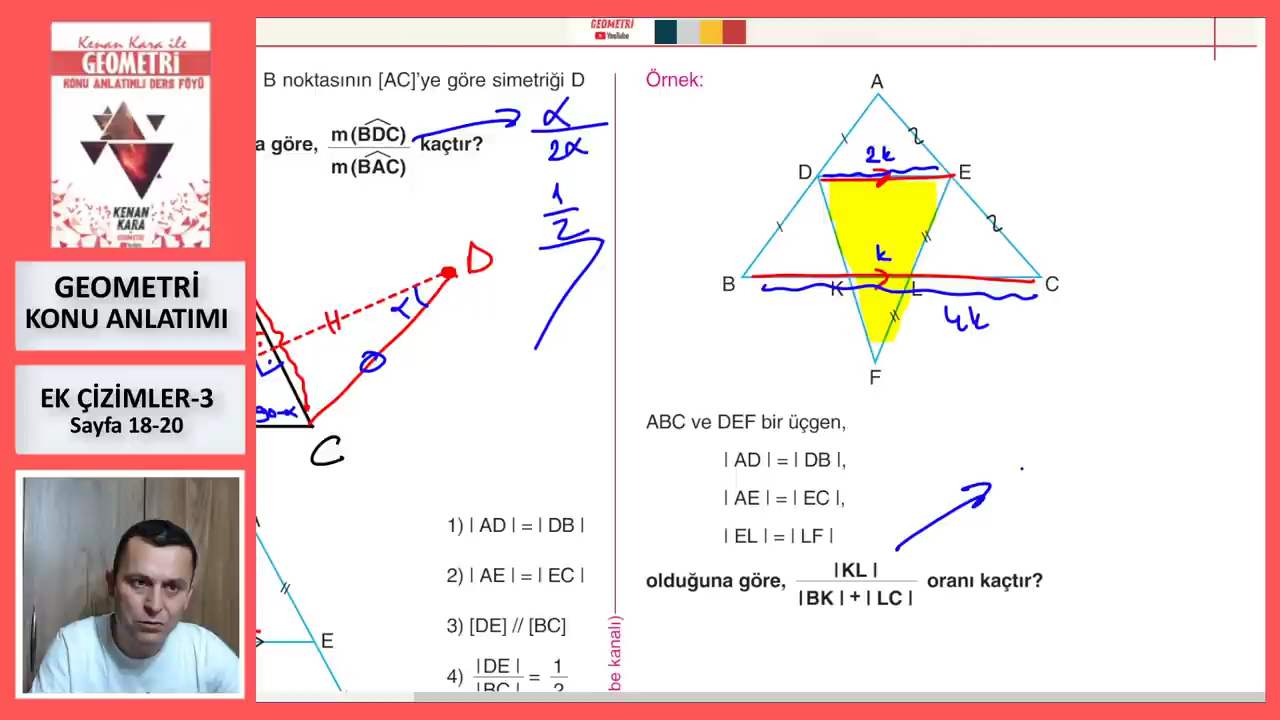 Kenan Kara ile
GEOMETRİ
KONU ANLATIMLI DERS FÖYÜ
KENAN
KARA
GEOMETRİ
KONU ANLATIMI
EK ÇİZİMLER-3
Sayfa 18-20
GEOMETRİ
YouTube
B noktasının [AC]'ye göre simetriği D
a göre, m(BDC) / m(BAC) kaçtır?
α
2α
1
2
D
α
90-α
C
1) | AD | = | DB |
2) | AE | = | EC |
3) [DE] // [BC]
4) |DE| / |BC| = 1 / 2
A
E
be kanalı)
Örnek:
A
2k
D
E
k
B
K
L
C
4k
F
ABC ve DEF bir üçgen,
| AD | = | DB |,
| AE | = | EC |,
| EL | = | LF |
olduğuna göre, |KL| / |BK| + |LC| oranı kaçtır?